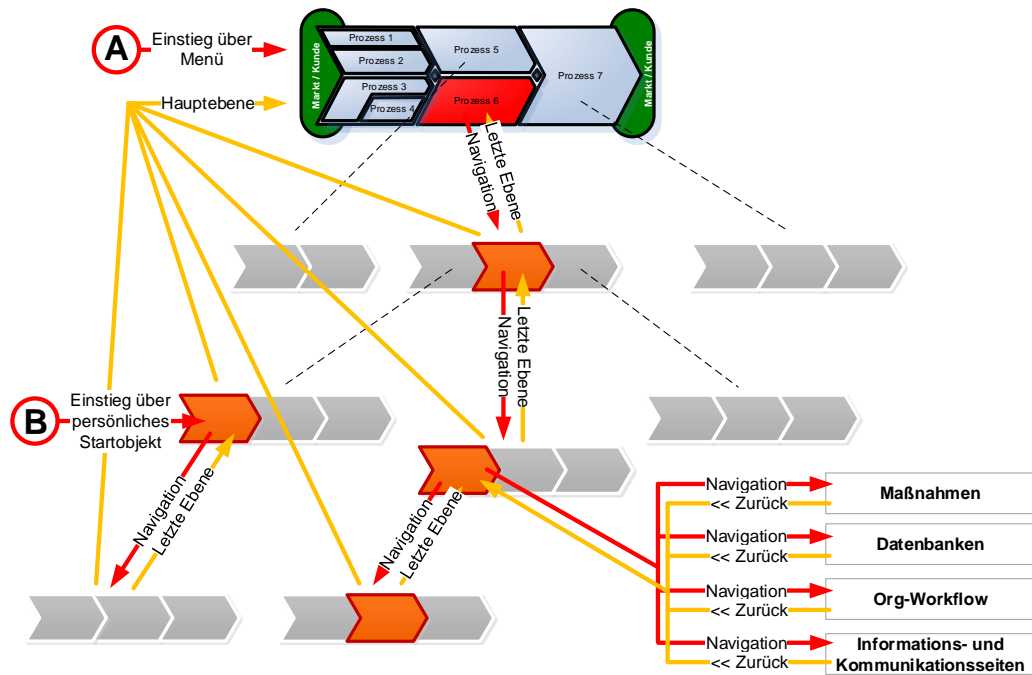 A
Einstieg über
Menü
Hauptebene
Markt / Kunde
Prozess 1
Prozess 2
Prozess 3
Prozess 4
Prozess 5
Prozess 6
Prozess 7
Markt / Kunde
Navigation
Letzte Ebene
Navigation
Letzte Ebene
B
Einstieg über
persönliches
Startobjekt
Navigation
Letzte Ebene
Navigation
Letzte Ebene
Navigation
<< Zurück
Maßnahmen
Navigation
<< Zurück
Datenbanken
Navigation
<< Zurück
Org-Workflow
Navigation
<< Zurück
Informations- und
Kommunikationsseiten